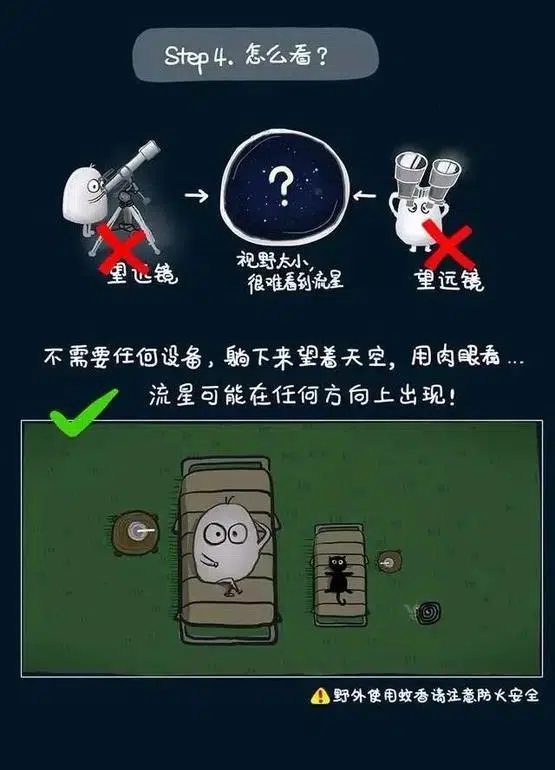 Step 4. 怎么看?
?
望远镜
视野太小,
很难看到流星
望远镜
不需要任何设备,躺下来望着天空,用肉眼看...
流星可能在任何方向上出现!
野外使用蚊香请注意防火安全